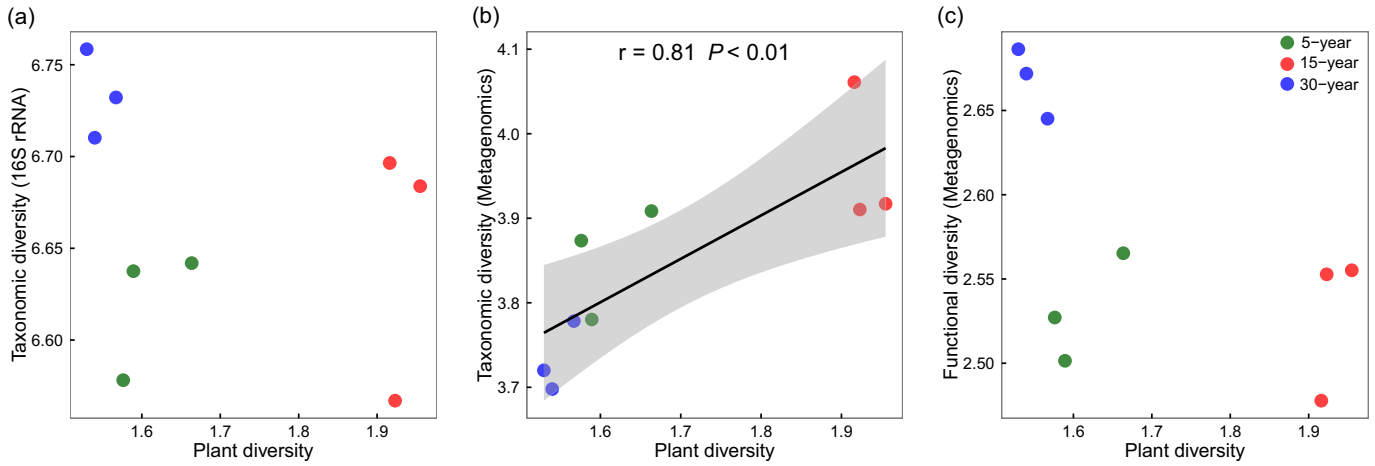 (a)
Taxonomic diversity (16S rRNA)
6.75
6.70
6.65
6.60
1.6
1.7
1.8
1.9
Plant diversity
(b)
r = 0.81 P < 0.01
Taxonomic diversity (Metagenomics)
4.1
4.0
3.9
3.8
3.7
1.6
1.7
1.8
1.9
Plant diversity
(c)
5−year
15−year
30−year
Functional diversity (Metagenomics)
2.65
2.60
2.55
2.50
1.6
1.7
1.8
1.9
Plant diversity